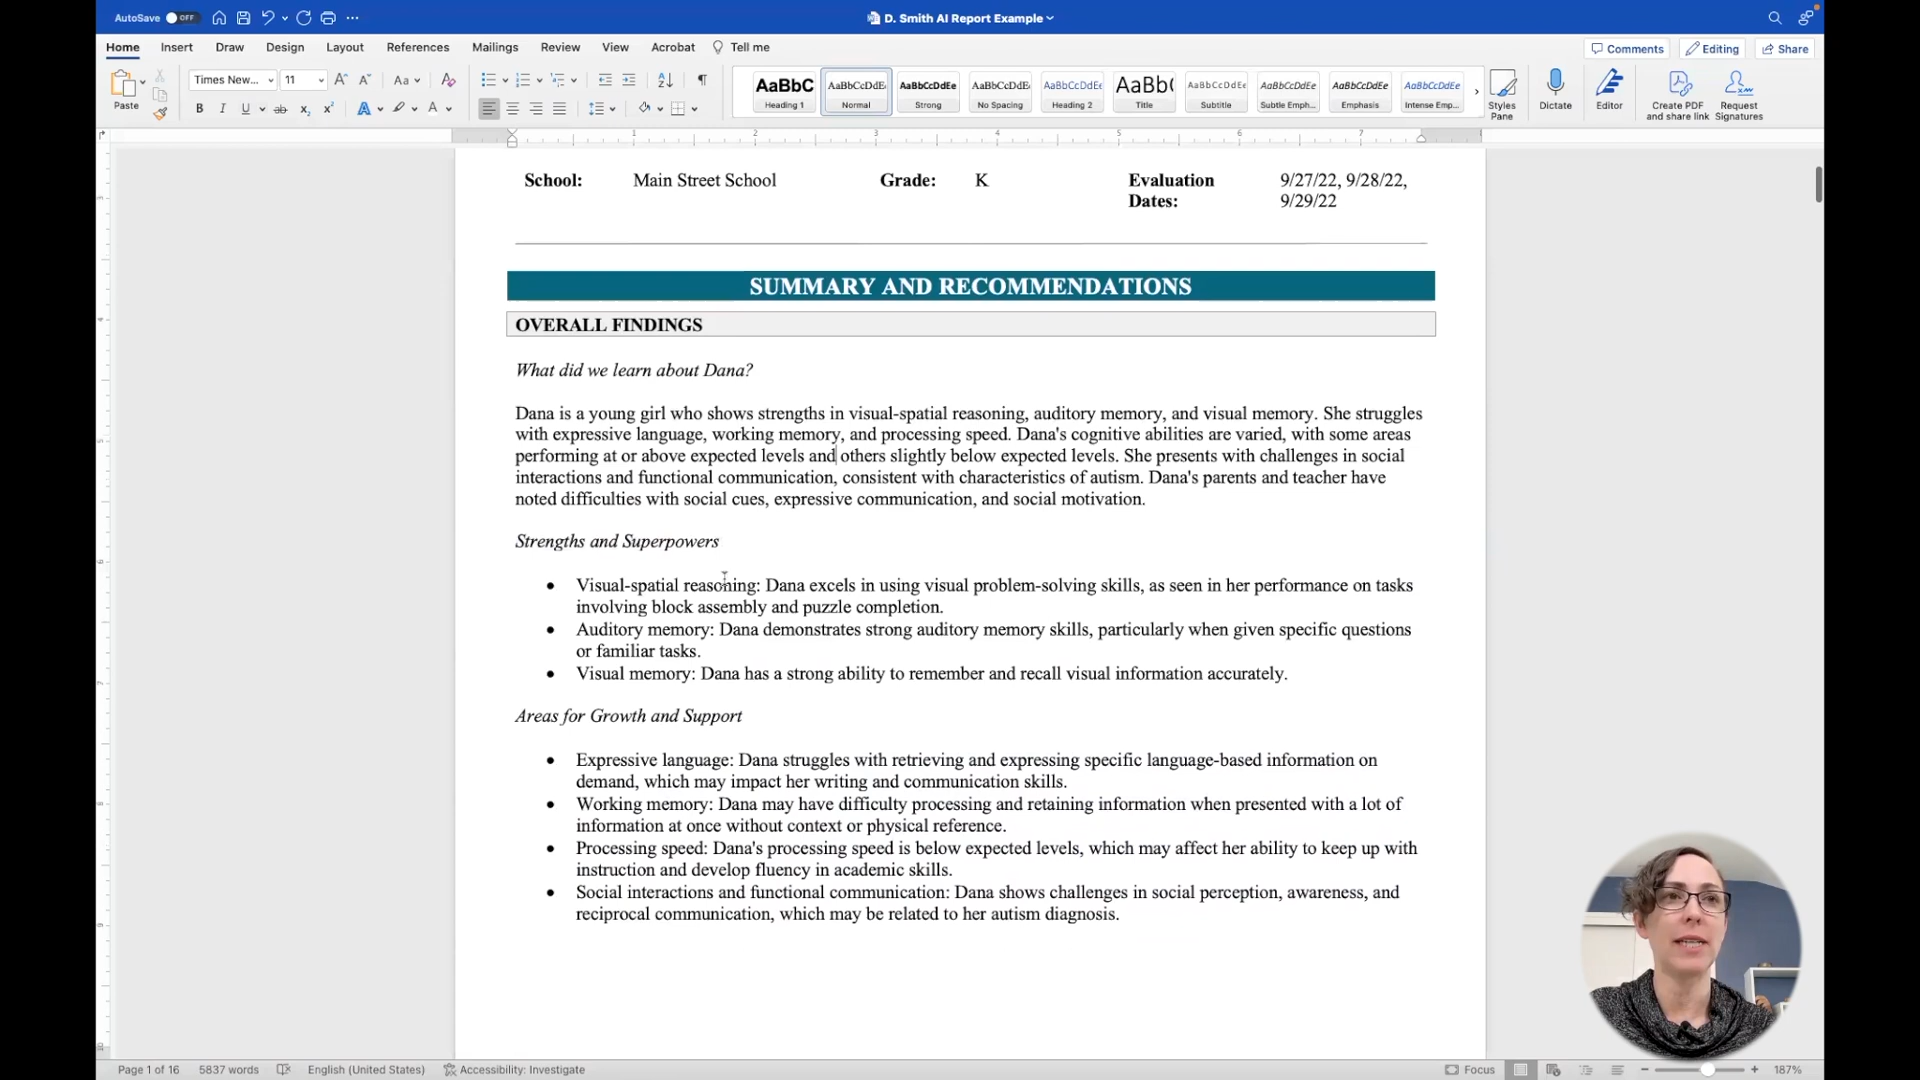 AutoSave OFF
D. Smith AI Report Example
Home Insert Draw Design Layout References Mailings Review View Acrobat Tell me
Comments Editing Share
Paste
Times New... 11
Aa
B I U ab x₂ x² A A
AaBbC AaBbCcDdE AaBbCcDdEe AaBbCcDdEe AaBbCcDdEe AaBb( AaBbCcDdEe AaBbCcDdEe AaBbCcDdEe AaBbCcDdEe
Heading 1 Normal Strong No Spacing Heading 2 Title Subtitle Subtle Emph... Emphasis Intense Emp...
Styles Pane
Dictate
Editor
Create PDF and share link
Request Signatures
1 2 3 4 5 6 7
School: Main Street School Grade: K Evaluation 9/27/22, 9/28/22,
Dates: 9/29/22
SUMMARY AND RECOMMENDATIONS
OVERALL FINDINGS
What did we learn about Dana?
Dana is a young girl who shows strengths in visual-spatial reasoning, auditory memory, and visual memory. She struggles
with expressive language, working memory, and processing speed. Dana's cognitive abilities are varied, with some areas
performing at or above expected levels and others slightly below expected levels. She presents with challenges in social
interactions and functional communication, consistent with characteristics of autism. Dana's parents and teacher have
noted difficulties with social cues, expressive communication, and social motivation.
Strengths and Superpowers
• Visual-spatial reasoning: Dana excels in using visual problem-solving skills, as seen in her performance on tasks
involving block assembly and puzzle completion.
• Auditory memory: Dana demonstrates strong auditory memory skills, particularly when given specific questions
or familiar tasks.
• Visual memory: Dana has a strong ability to remember and recall visual information accurately.
Areas for Growth and Support
• Expressive language: Dana struggles with retrieving and expressing specific language-based information on
demand, which may impact her writing and communication skills.
• Working memory: Dana may have difficulty processing and retaining information when presented with a lot of
information at once without context or physical reference.
• Processing speed: Dana's processing speed is below expected levels, which may affect her ability to keep up with
instruction and develop fluency in academic skills.
• Social interactions and functional communication: Dana shows challenges in social perception, awareness, and
reciprocal communication, which may be related to her autism diagnosis.
Page 1 of 16 5837 words English (United States) Accessibility: Investigate Focus 187%